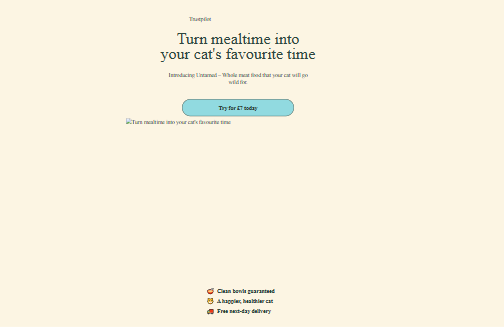 Trustpilot
Turn mealtime into
your cat's favourite time
Introducing Untamed – Whole meat food that your cat will go
wild for.
Try for £7 today
Turn mealtime into your cat's favourite time
Clean bowls guaranteed
A happier, healthier cat
Free next-day delivery